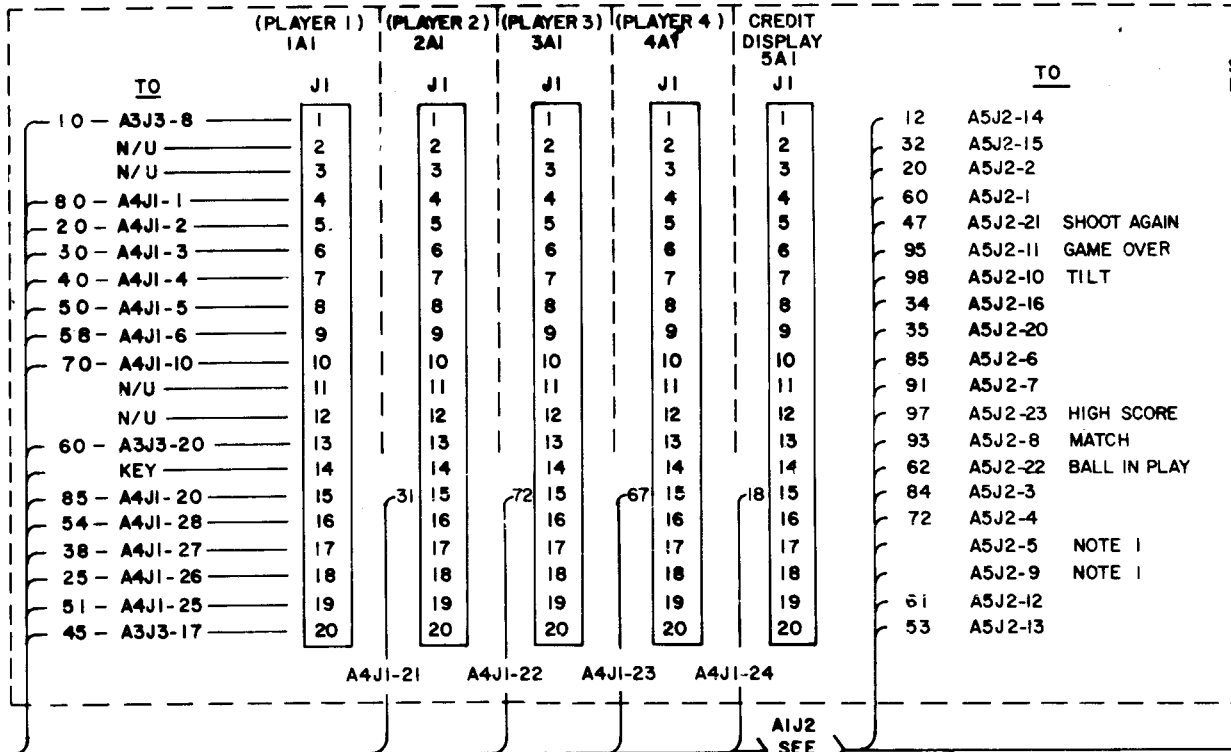 (PLAYER 1) (PLAYER 2) (PLAYER 3) (PLAYER 4) CREDIT
1A1 2A1 3A1 4A1 DISPLAY
5A1
TO J1 J1 J1 J1 J1 TO
10 - A3J3-8 1 1 1 1 1 12 A5J2-14
N/U 2 2 2 2 2 32 A5J2-15
N/U 3 3 3 3 3 20 A5J2-2
80 - A4J1-1 4 4 4 4 4 60 A5J2-1
20 - A4J1-2 5 5 5 5 5 47 A5J2-21 SHOOT AGAIN
30 - A4J1-3 6 6 6 6 6 95 A5J2-11 GAME OVER
40 - A4J1-4 7 7 7 7 7 98 A5J2-10 TILT
50 - A4J1-5 8 8 8 8 8 34 A5J2-16
58 - A4J1-6 9 9 9 9 9 35 A5J2-20
70 - A4J1-10 10 10 10 10 10 85 A5J2-6
N/U 11 11 11 11 11 91 A5J2-7
N/U 12 12 12 12 12 97 A5J2-23 HIGH SCORE
60 - A3J3-20 13 13 13 13 13 93 A5J2-8 MATCH
KEY 14 14 14 14 14 62 A5J2-22 BALL IN PLAY
85 - A4J1-20 15 31 15 72 15 67 15 18 15 84 A5J2-3
54 - A4J1-28 16 16 16 16 16 72 A5J2-4
38 - A4J1-27 17 17 17 17 17 A5J2-5 NOTE 1
25 - A4J1-26 18 18 18 18 18 A5J2-9 NOTE 1
51 - A4J1-25 19 19 19 19 19 61 A5J2-12
45 - A3J3-17 20 20 20 20 20 53 A5J2-13
A4J1-21 A4J1-22 A4J1-23 A4J1-24
A1J2
SEE